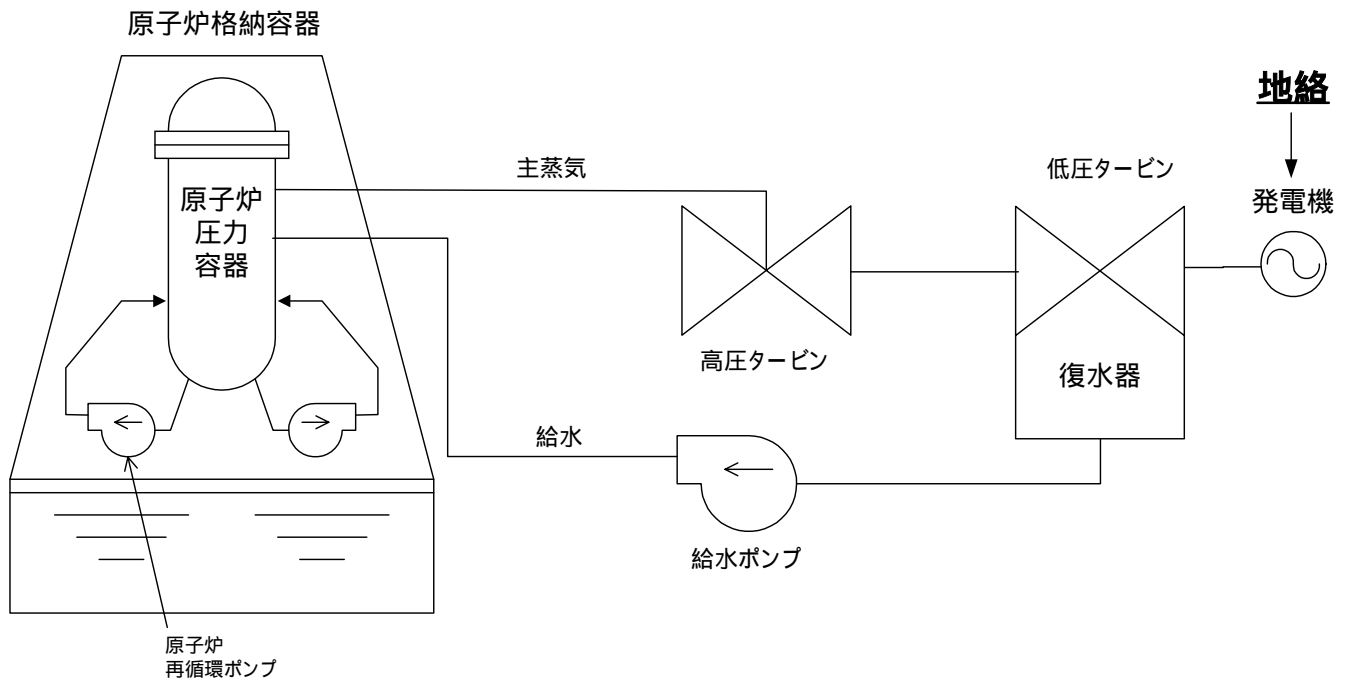 原子炉格納容器
地絡
主蒸気
低圧タービン
発電機
原子炉
圧力
容器
高圧タービン
復水器
給水
給水ポンプ
原子炉
再循環ポンプ